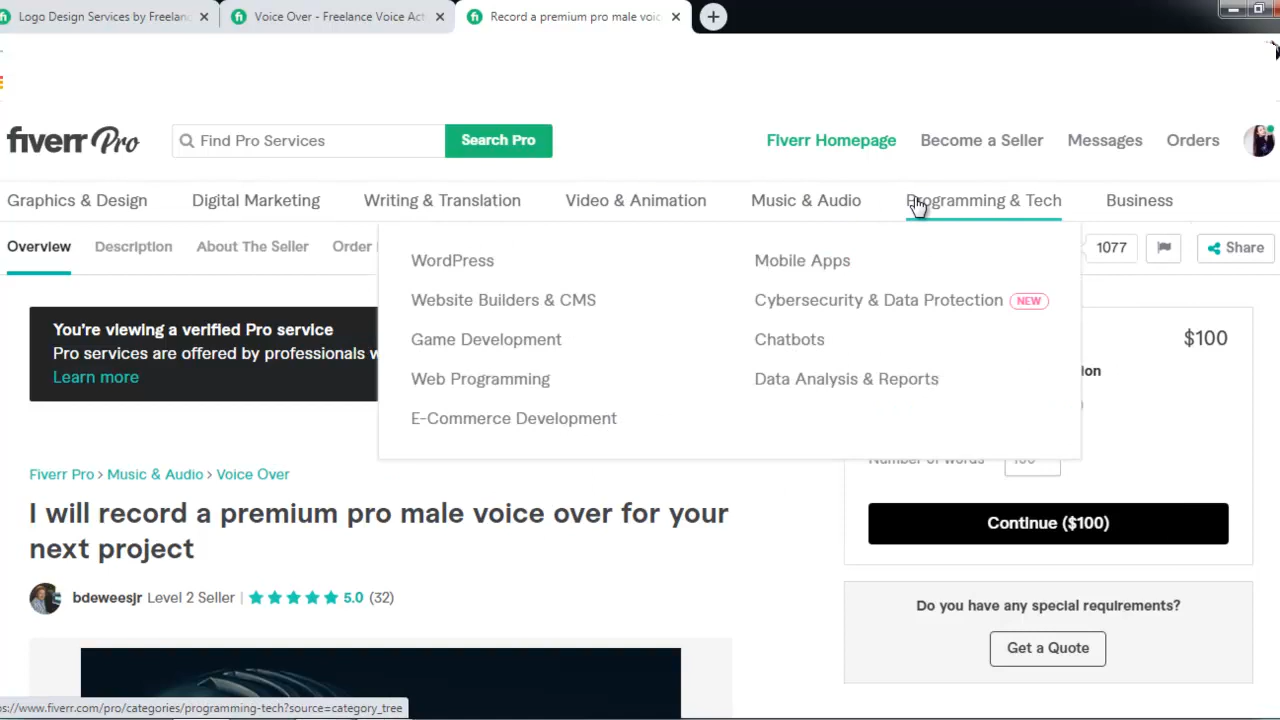 Logo Design Services by Freelanc
Voice Over - Freelance Voice Act
Record a premium pro male voic
fiverr Pro
Find Pro Services
Search Pro
Fiverr Homepage
Become a Seller
Messages
Orders
Graphics & Design
Digital Marketing
Writing & Translation
Video & Animation
Music & Audio
Programming & Tech
Business
Overview
Description
About The Seller
Order
1077
Share
WordPress
Mobile Apps
Website Builders & CMS
Cybersecurity & Data Protection NEW
Game Development
Chatbots
Web Programming
Data Analysis & Reports
E-Commerce Development
You're viewing a verified Pro service
Pro services are offered by professionals w
Learn more
$100
Number of words
100
Continue ($100)
Fiverr Pro > Music & Audio > Voice Over
I will record a premium pro male voice over for your
next project
bdeweesjr Level 2 Seller | 5.0 (32)
Do you have any special requirements?
Get a Quote
ps://www.fiverr.com/pro/categories/programming-tech?source=category_tree